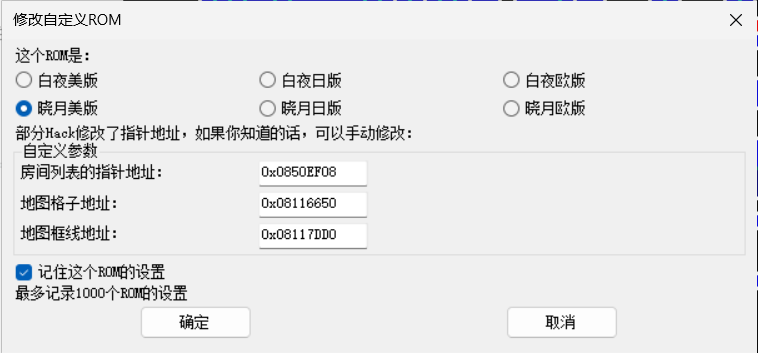 修改自定义ROM
这个ROM是:
白夜美版 白夜日版 白夜欧版
晓月美版 晓月日版 晓月欧版
部分Hack修改了指针地址，如果你知道的话，可以手动修改:
自定义参数
房间列表的指针地址: 0x0850EF08
地图格子地址: 0x08116650
地图框线地址: 0x08117DD0
记住这个ROM的设置
最多记录1000个ROM的设置
确定 取消